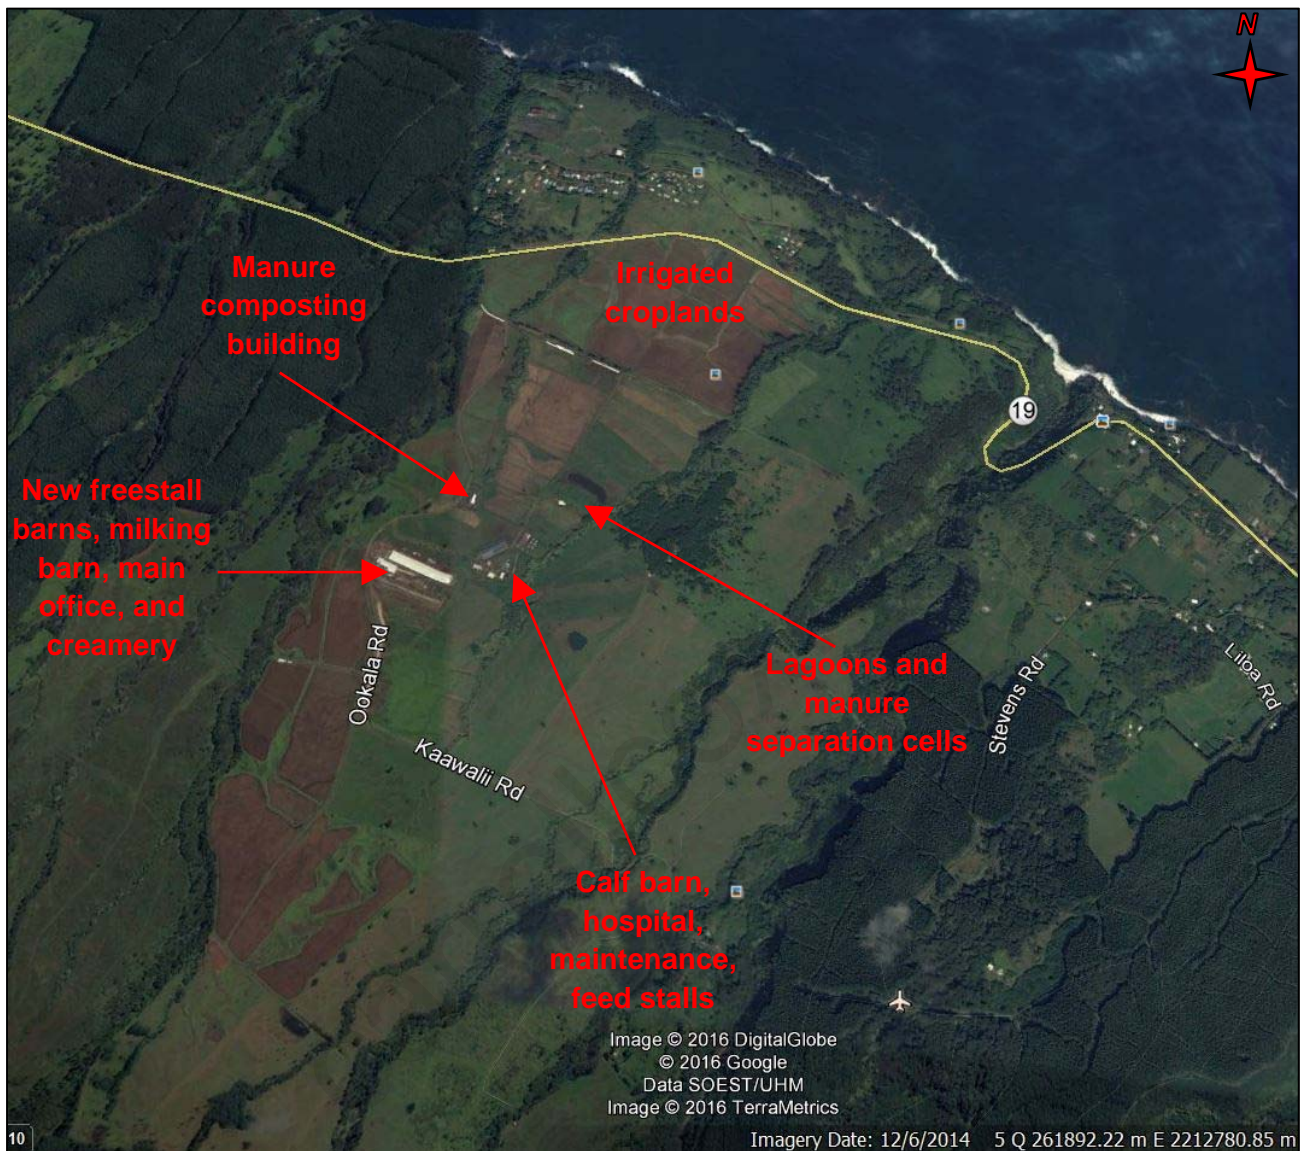 N
Manure
composting
building
Irrigated
croplands
19
New freestall
barns, milking
barn, main
office, and
creamery
Ookala Rd
Kaawalii Rd
Lagoons and
manure
separation cells
Stevens Rd
Liloa Rd
Calf barn,
hospital,
maintenance,
feed stalls
Image © 2016 DigitalGlobe
© 2016 Google
Data SOEST/UHM
Image © 2016 TerraMetrics
10
Imagery Date: 12/6/2014 5 Q 261892.22 m E 2212780.85 m